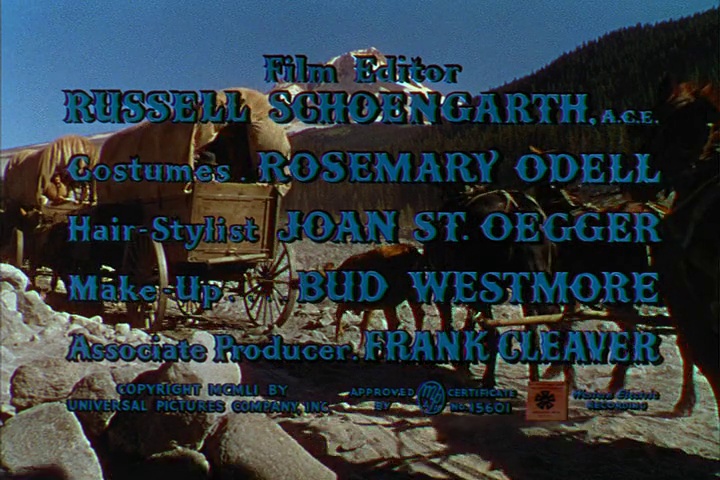 Film Editor
RUSSELL SCHOENGARTH, A.C.E.
Costumes . ROSEMARY ODELL
Hair-Stylist JOAN ST. OEGGER
Make-Up . . . BUD WESTMORE
Associate Producer. FRANK CLEAVER
COPYRIGHT MCMLI BY
UNIVERSAL PICTURES COMPANY, INC.
APPROVED
BY
CERTIFICATE
NO. 15601
Western Electric
RECORDING